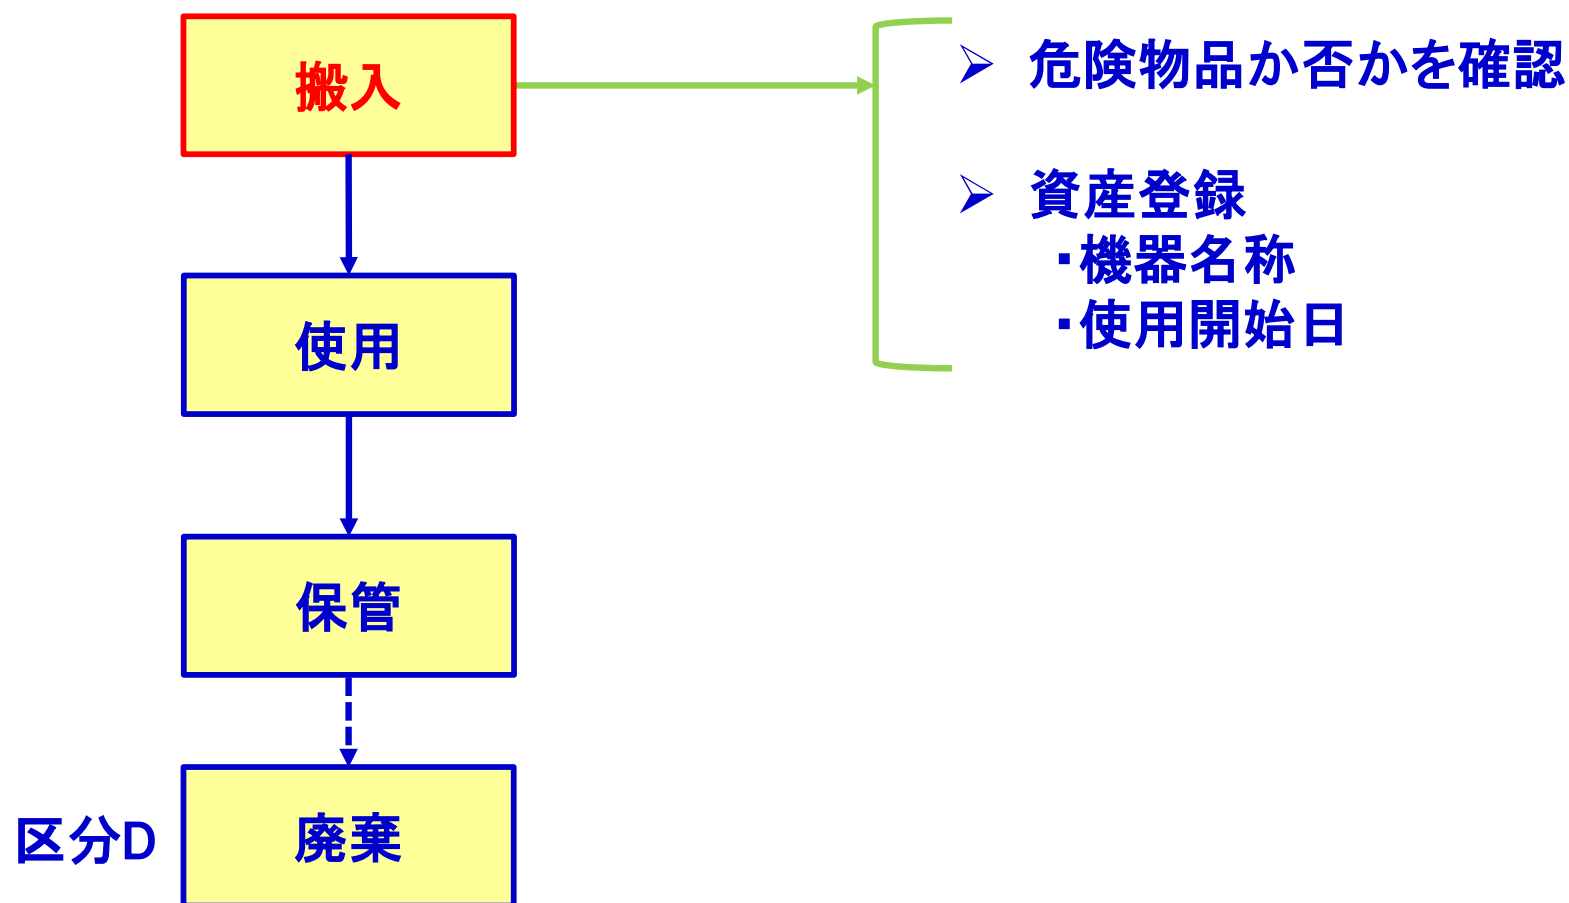 搬入
➢ 危険物品か否かを確認
➢ 資産登録
・機器名称
・使用開始日
使用
保管
区分D
廃棄